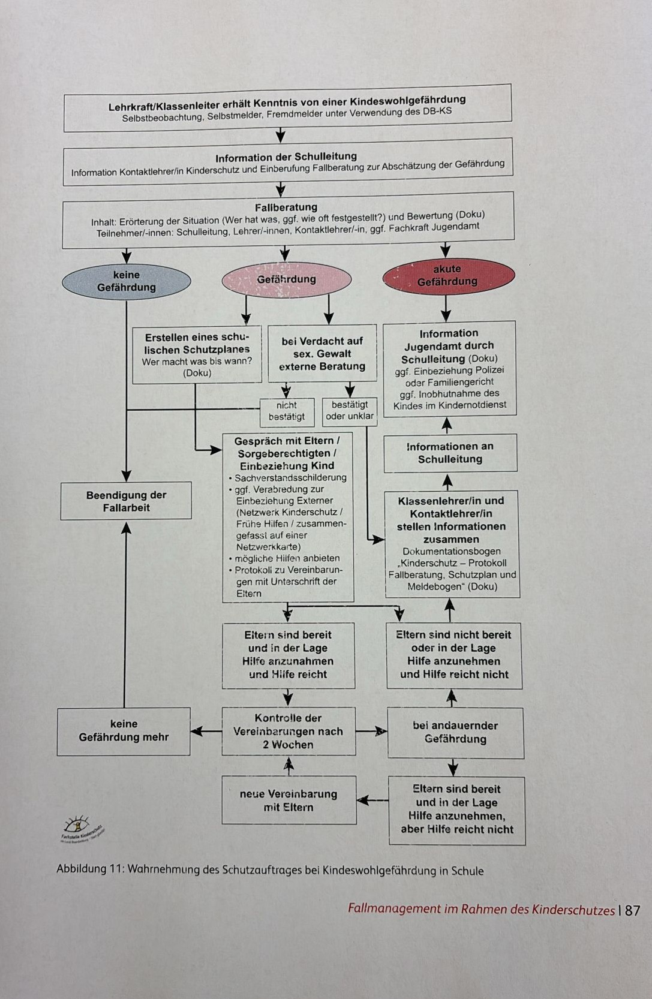 Lehrkraft/Klassenleiter erhält Kenntnis von einer Kindeswohlgefährdung
Selbstbeobachtung, Selbstmelder, Fremdmelder unter Verwendung des DB-KS
Information der Schulleitung
Information Kontaktlehrer/in Kinderschutz und Einberufung Fallberatung zur Abschätzung der Gefährdung
Fallberatung
Inhalt: Erörterung der Situation (Wer hat was, ggf. wie oft festgestellt?) und Bewertung (Doku)
Teilnehmer/-innen: Schulleitung, Lehrer/-innen, Kontaktlehrer/-in, ggf. Fachkraft Jugendamt
keine
Gefährdung
Gefährdung
akute
Gefährdung
Erstellen eines schu-
lischen Schutzplanes
Wer macht was bis wann?
(Doku)
bei Verdacht auf
sex. Gewalt
externe Beratung
Information
Jugendamt durch
Schulleitung (Doku)
ggf. Einbeziehung Polizei
oder Familiengericht
ggf. Inobhutnahme des
Kindes im Kindernotdienst
nicht
bestätigt
bestätigt
oder unklar
Gespräch mit Eltern /
Sorgeberechtigten /
Einbeziehung Kind
• Sachverstandsschilderung
• ggf. Verabredung zur
Einbeziehung Externer
(Netzwerk Kinderschutz /
Frühe Hilfen / zusammen-
gefasst auf einer
Netzwerkkarte)
• mögliche Hilfen anbieten
• Protokoll zu Vereinbarun-
gen mit Unterschrift der
Eltern
Informationen an
Schulleitung
Beendigung der
Fallarbeit
Klassenlehrer/in und
Kontaktlehrer/in
stellen Informationen
zusammen
Dokumentationsbogen
„Kinderschutz – Protokoll
Fallberatung, Schutzplan und
Meldebogen“ (Doku)
Eltern sind bereit
und in der Lage
Hilfe anzunahmen
und Hilfe reicht
Eltern sind nicht bereit
oder in der Lage
Hilfe anzunehmen
und Hilfe reicht nicht
keine
Gefährdung mehr
Kontrolle der
Vereinbarungen nach
2 Wochen
bei andauernder
Gefährdung
neue Vereinbarung
mit Eltern
Eltern sind bereit
und in der Lage
Hilfe anzunehmen,
aber Hilfe reicht nicht
Fachstelle Kinderschutz
Abbildung 11: Wahrnehmung des Schutzauftrages bei Kindeswohlgefährdung in Schule
Fallmanagement im Rahmen des Kinderschutzes | 87